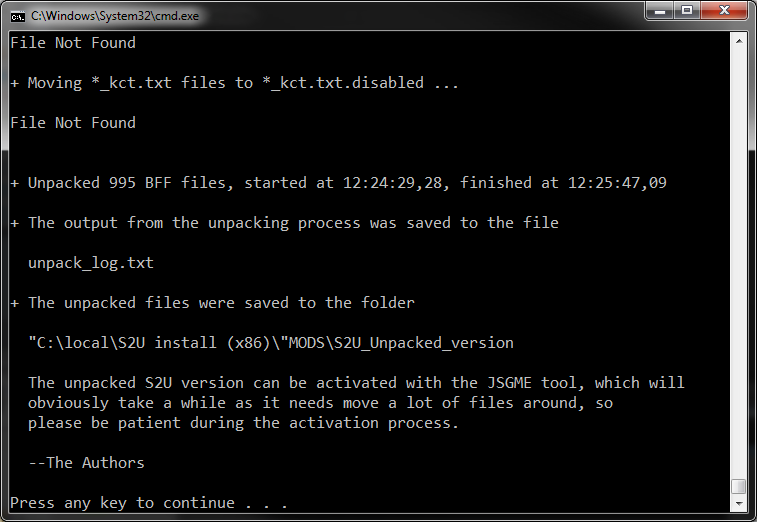 C:\Windows\System32\cmd.exe
File Not Found
+ Moving *_kct.txt files to *_kct.txt.disabled ...
File Not Found
+ Unpacked 995 BFF files, started at 12:24:29,28, finished at 12:25:47,09
+ The output from the unpacking process was saved to the file
unpack_log.txt
+ The unpacked files were saved to the folder
"C:\local\S2U install (x86)\"MODS\S2U_Unpacked_version
The unpacked S2U version can be activated with the JSGME tool, which will
obviously take a while as it needs move a lot of files around, so
please be patient during the activation process.
--The Authors
Press any key to continue . . .